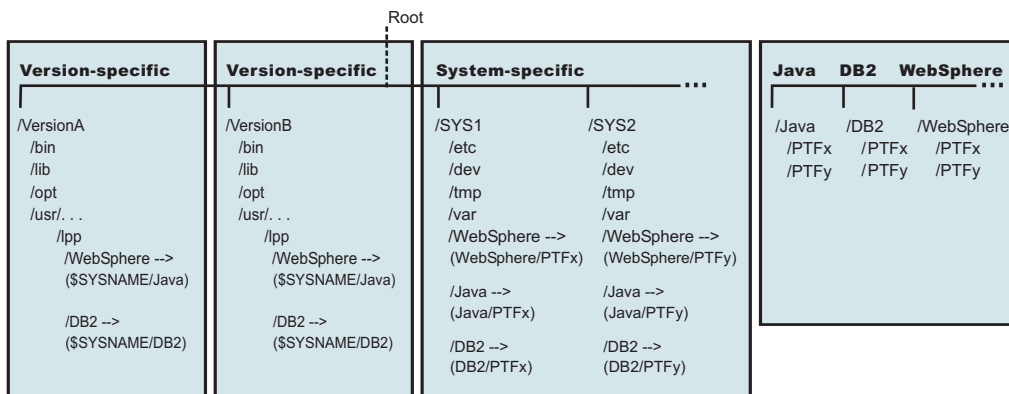 Root
Version-specific
/VersionA
/bin
/lib
/opt
/usr/. . .
/lpp
/WebSphere -->
($SYSNAME/Java)
/DB2 -->
($SYSNAME/DB2)
Version-specific
/VersionB
/bin
/lib
/opt
/usr/. . .
/lpp
/WebSphere -->
($SYSNAME/Java)
/DB2 -->
($SYSNAME/DB2)
System-specific
/SYS1
/etc
/dev
/tmp
/var
/WebSphere -->
(WebSphere/PTFx)
/Java -->
(Java/PTFx)
/DB2 -->
(DB2/PTFx)
/SYS2
/etc
/dev
/tmp
/var
/WebSphere -->
(WebSphere/PTFy)
/Java -->
(Java/PTFy)
/DB2 -->
(DB2/PTFy)
Java
/Java
/PTFx
/PTFy
DB2
/DB2
/PTFx
/PTFy
WebSphere
/WebSphere
/PTFx
/PTFy